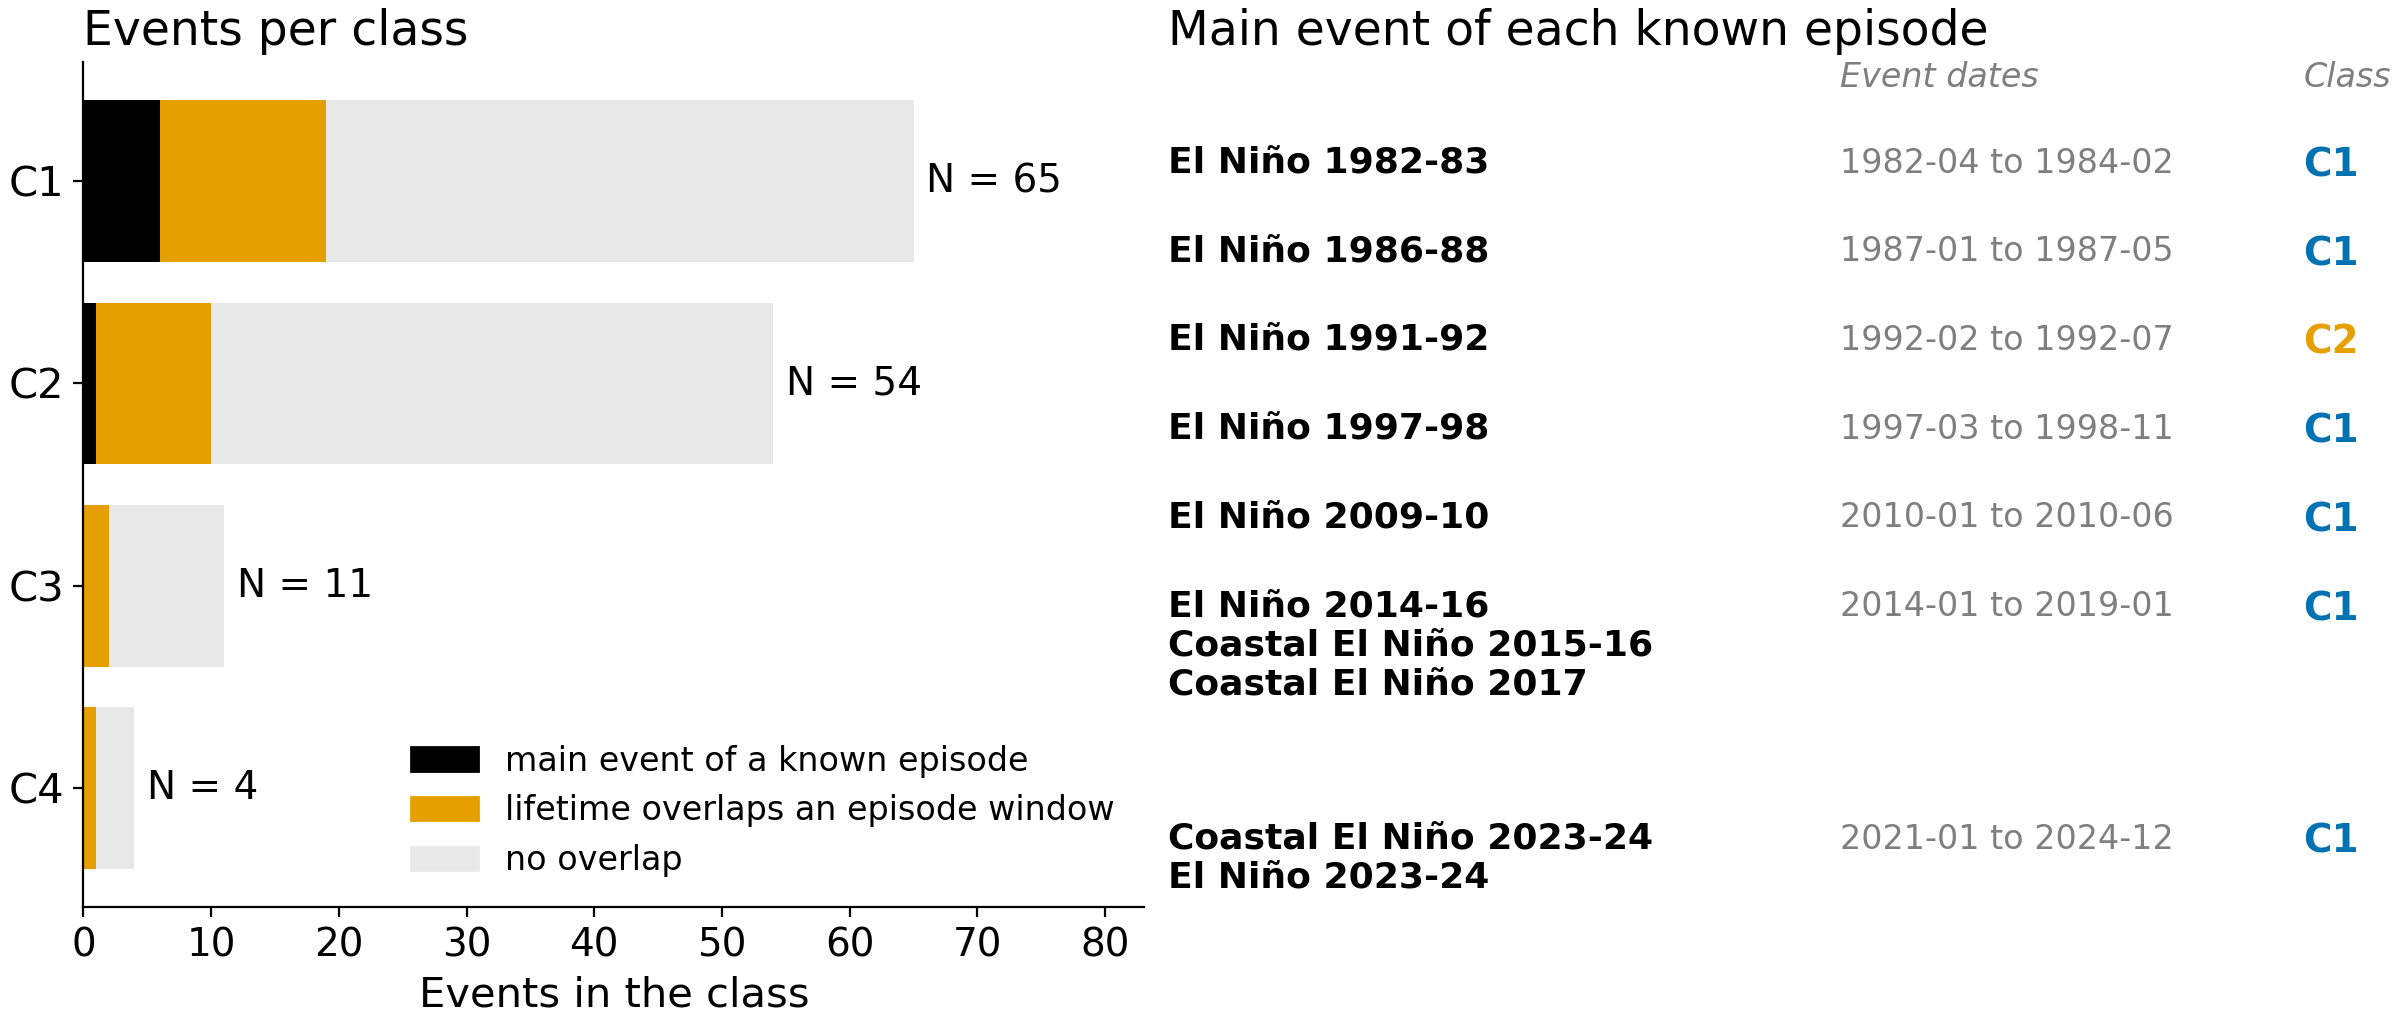 Events per class
C1
N = 65
C2
N = 54
C3
N = 11
C4
N = 4
main event of a known episode
lifetime overlaps an episode window
no overlap
0 10 20 30 40 50 60 70 80
Events in the class
Main event of each known episode
Event dates Class
El Niño 1982-83 1982-04 to 1984-02 C1
El Niño 1986-88 1987-01 to 1987-05 C1
El Niño 1991-92 1992-02 to 1992-07 C2
El Niño 1997-98 1997-03 to 1998-11 C1
El Niño 2009-10 2010-01 to 2010-06 C1
El Niño 2014-16 2014-01 to 2019-01 C1
Coastal El Niño 2015-16
Coastal El Niño 2017
Coastal El Niño 2023-24 2021-01 to 2024-12 C1
El Niño 2023-24